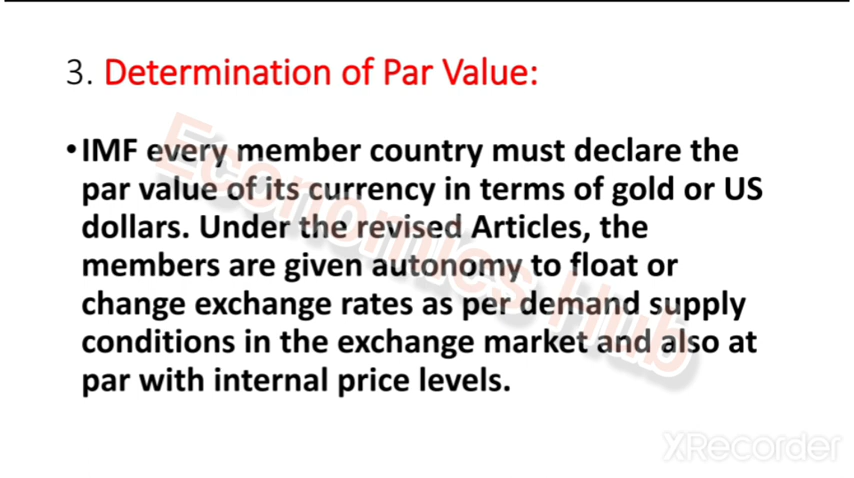 3. Determination of Par Value:
•IMF every member country must declare the
par value of its currency in terms of gold or US
dollars. Under the revised Articles, the
members are given autonomy to float or
change exchange rates as per demand supply
conditions in the exchange market and also at
par with internal price levels.
Economics Hub
XRecorder